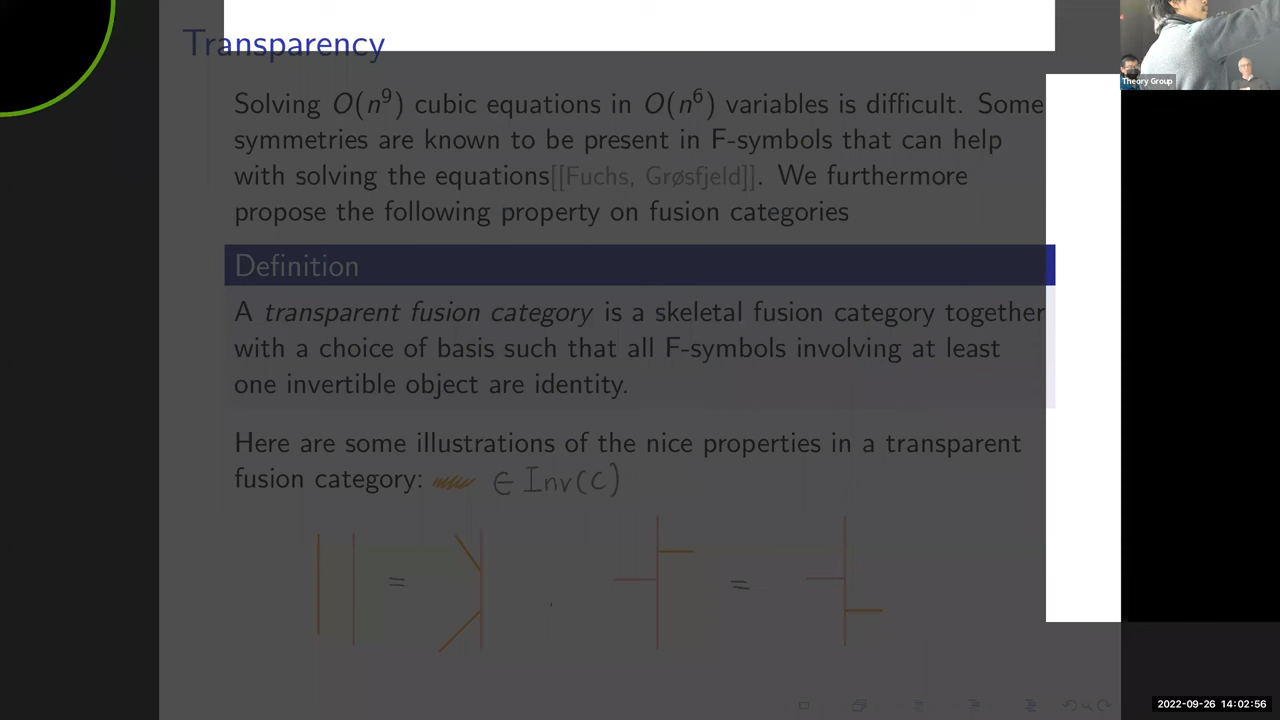 Transparency
Solving O(n⁹) cubic equations in O(n⁶) variables is difficult. Some
symmetries are known to be present in F-symbols that can help
with solving the equations[[Fuchs, Grøsfjeld]]. We furthermore
propose the following property on fusion categories
Definition
A transparent fusion category is a skeletal fusion category together
with a choice of basis such that all F-symbols involving at least
one invertible object are identity.
Here are some illustrations of the nice properties in a transparent
fusion category: ∈ Inv(C)
= =
Theory Group
2022-09-26 14:02:56